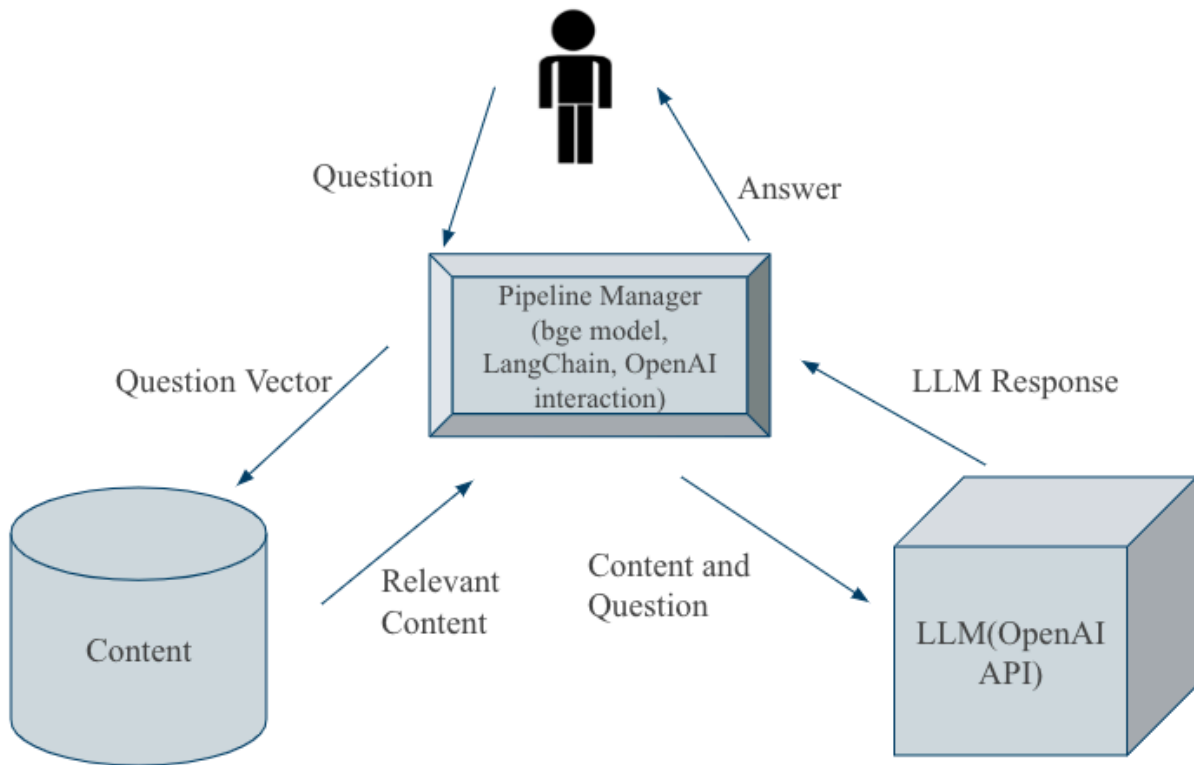 Question
Answer
Pipeline Manager
(bge model,
LangChain, OpenAI
interaction)
Question Vector
LLM Response
Relevant
Content
Content and
Question
Content
LLM(OpenAI
API)